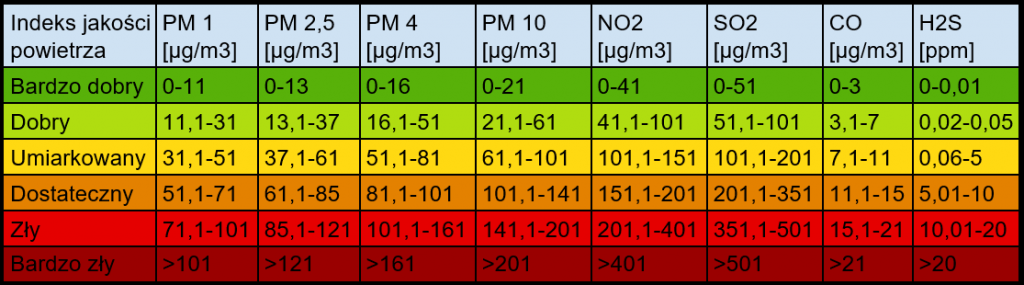 Indeks jakości powietrza PM 1 [µg/m3] PM 2,5 [µg/m3] PM 4 [µg/m3] PM 10 [µg/m3] NO2 [µg/m3] SO2 [µg/m3] CO [µg/m3] H2S [ppm]
Bardzo dobry 0-11 0-13 0-16 0-21 0-41 0-51 0-3 0-0,01
Dobry 11,1-31 13,1-37 16,1-51 21,1-61 41,1-101 51,1-101 3,1-7 0,02-0,05
Umiarkowany 31,1-51 37,1-61 51,1-81 61,1-101 101,1-151 101,1-201 7,1-11 0,06-5
Dostateczny 51,1-71 61,1-85 81,1-101 101,1-141 151,1-201 201,1-351 11,1-15 5,01-10
Zły 71,1-101 85,1-121 101,1-161 141,1-201 201,1-401 351,1-501 15,1-21 10,01-20
Bardzo zły >101 >121 >161 >201 >401 >501 >21 >20